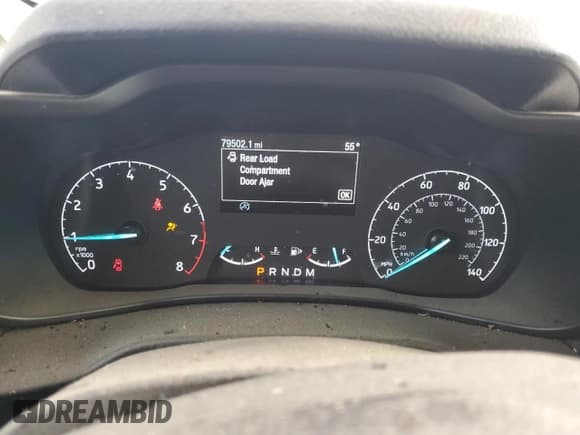 79502.1 mi 55°
Rear Load
Compartment
Door Ajar
OK
0 1 2 3 4 5 6 7 8
rpm
x1000
C H E F
P R N D M
0 20 40 60 80 100 120 140
MPH
km/h
0 20 40 60 80 100 120 140 160 180 200 220
DREAMBID